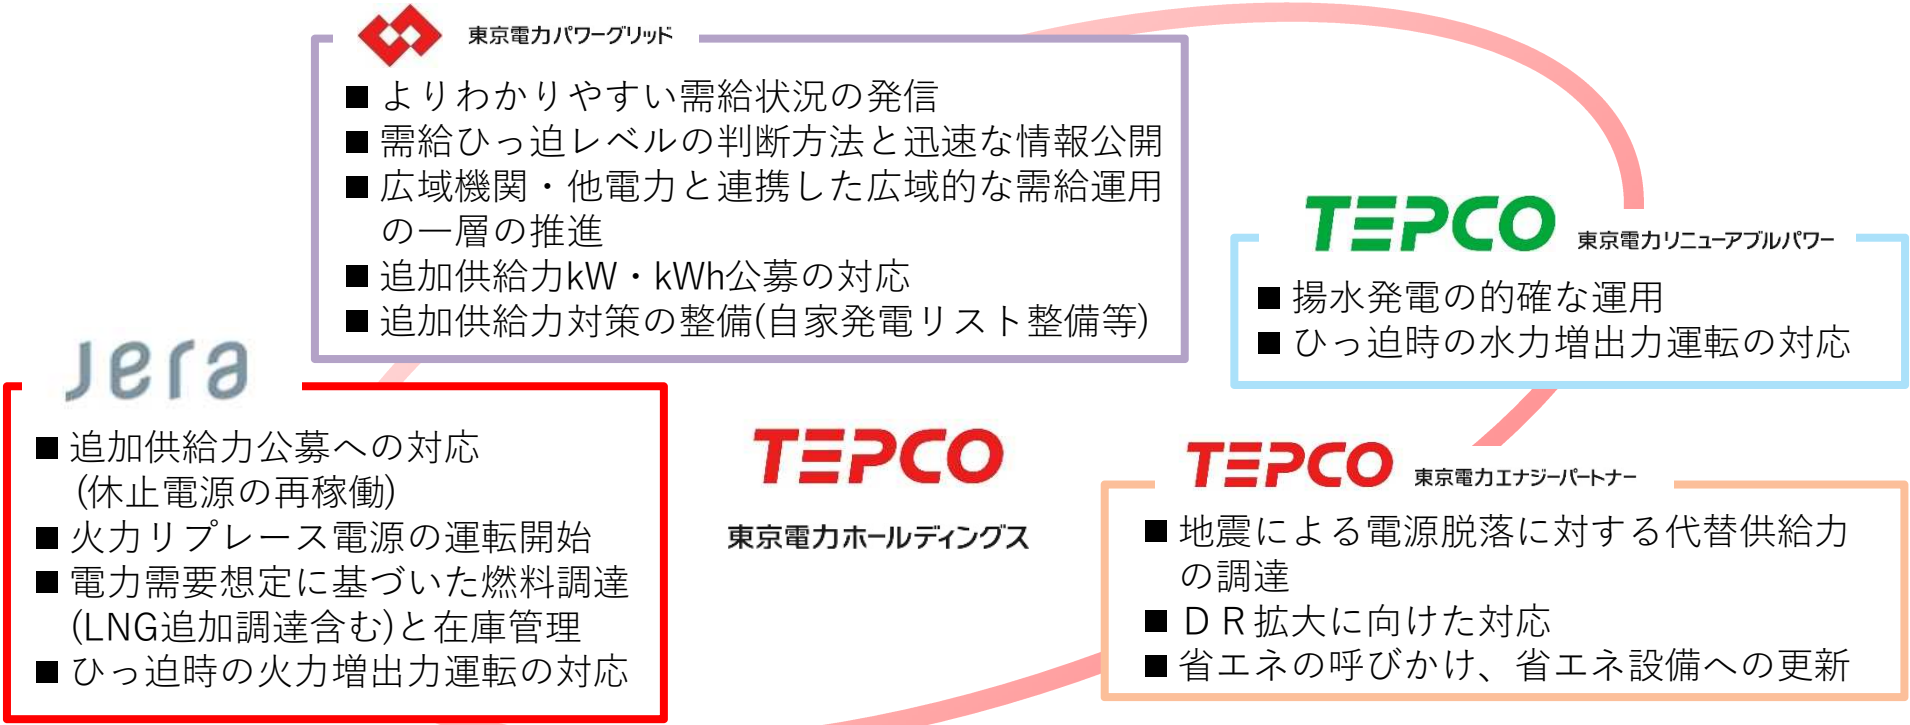 東京電力パワーグリッド
■ よりわかりやすい需給状況の発信
■ 需給ひっ迫レベルの判断方法と迅速な情報公開
■ 広域機関・他電力と連携した広域的な需給運用
の一層の推進
■ 追加供給力kW・kWh公募の対応
■ 追加供給力対策の整備(自家発電リスト整備等)
TEPCO 東京電力リニューアブルパワー
■ 揚水発電の的確な運用
■ ひっ迫時の水力増出力運転の対応
Jera
■ 追加供給力公募への対応
(休止電源の再稼働)
■ 火力リプレース電源の運転開始
■ 電力需要想定に基づいた燃料調達
(LNG追加調達含む)と在庫管理
■ ひっ迫時の火力増出力運転の対応
TEPCO
東京電力ホールディングス
TEPCO 東京電力エナジーパートナー
■ 地震による電源脱落に対する代替供給力
の調達
■ ＤＲ拡大に向けた対応
■ 省エネの呼びかけ、省エネ設備への更新